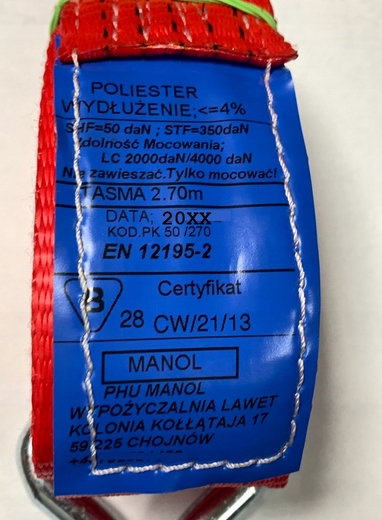 POLIESTER
WYDŁUŻENIE;<=4%
SHF=50 daN ; STF=350daN
Zdolność Mocowania;
LC 2000daN/4000 daN
Nie zawieszać.Tylko mocować!
TASMA 2.70m
DATA; 20XX
KOD.PK 50 /270
EN 12195-2
B
Certyfikat
28 CW/21/13
MANOL
PHU MANOL
WYPOŻYCZALNIA LAWET
KOLONIA KOŁŁĄTAJA 17
59-225 CHOJNÓW